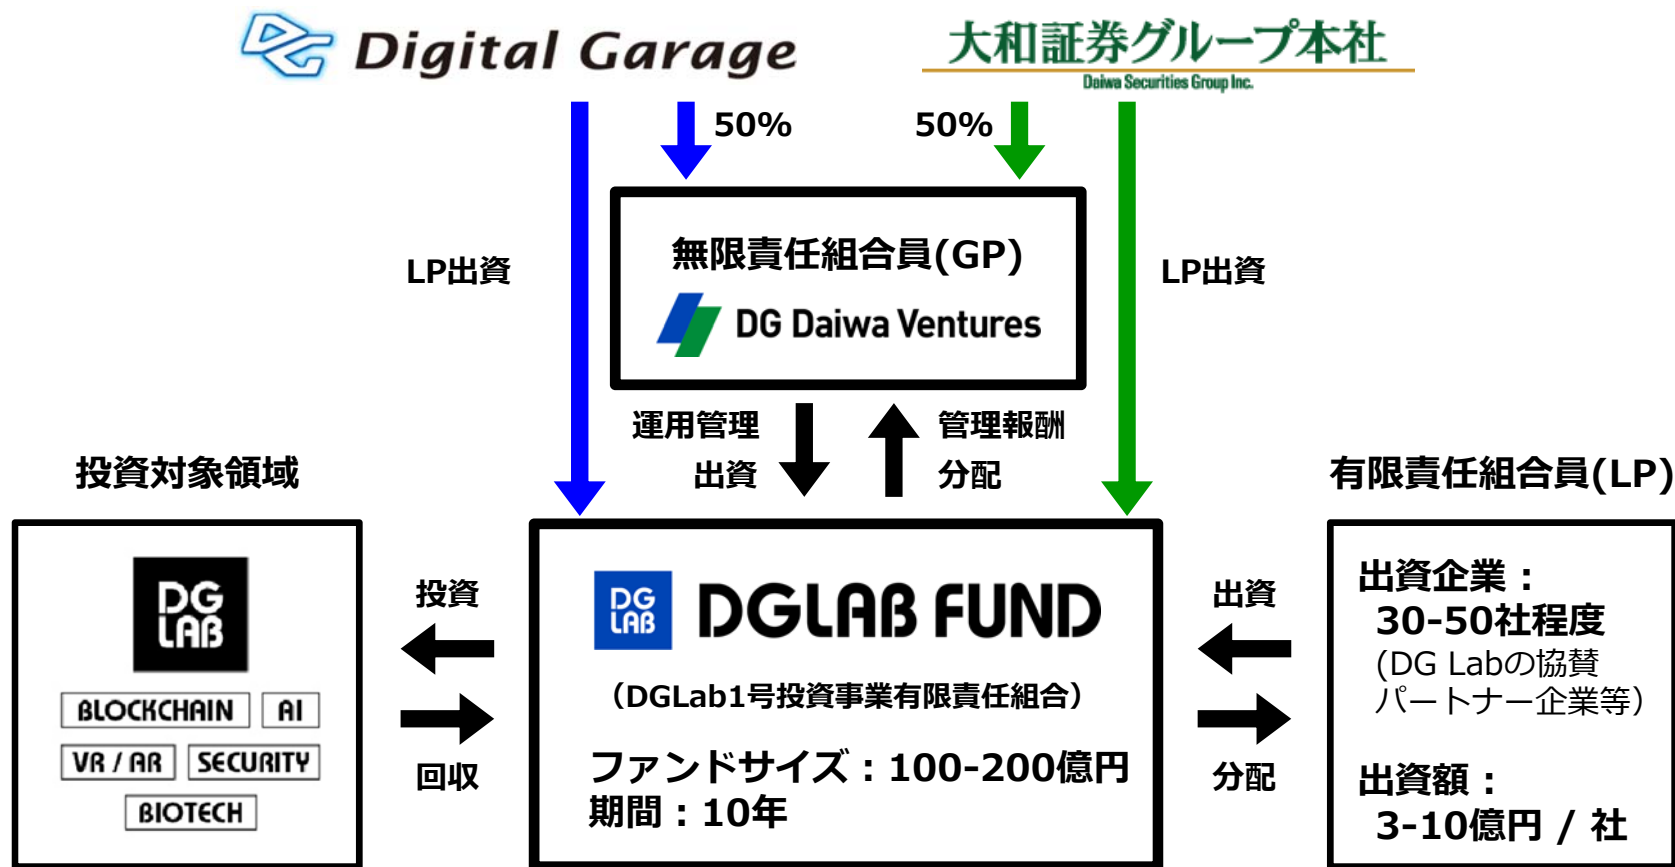 Digital Garage
大和証券グループ本社
Daiwa Securities Group Inc.
50%
50%
無限責任組合員(GP)
DG Daiwa Ventures
LP出資
LP出資
運用管理
出資
管理報酬
分配
投資対象領域
DG
LAB
BLOCKCHAIN
AI
VR / AR
SECURITY
BIOTECH
投資
回収
DG
LAB
DGLAB FUND
（DGLab1号投資事業有限責任組合）
ファンドサイズ：100-200億円
期間：10年
出資
分配
有限責任組合員(LP)
出資企業：
30-50社程度
(DG Labの協賛
パートナー企業等）
出資額：
3-10億円 / 社